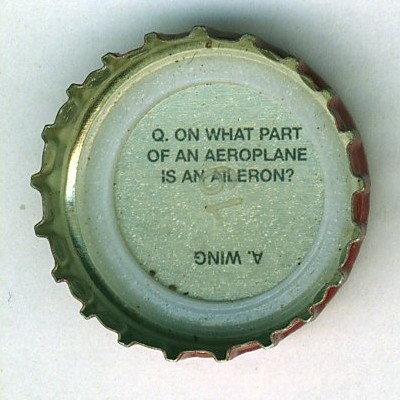 Q. ON WHAT PART
OF AN AEROPLANE
IS AN AILERON?
A. WING